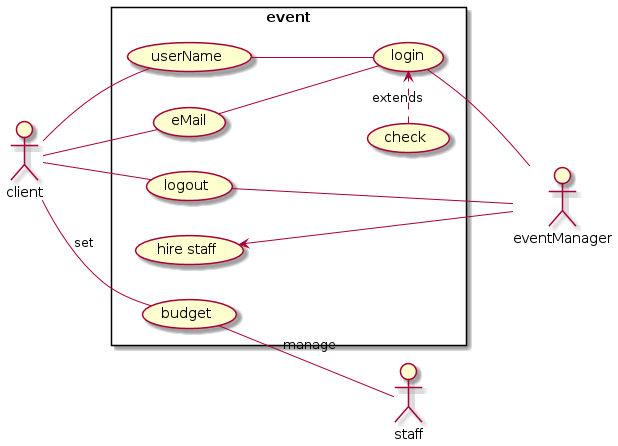 event
userName
login
extends
eMail
check
client
logout
eventManager
set
hire staff
budget
manage
staff